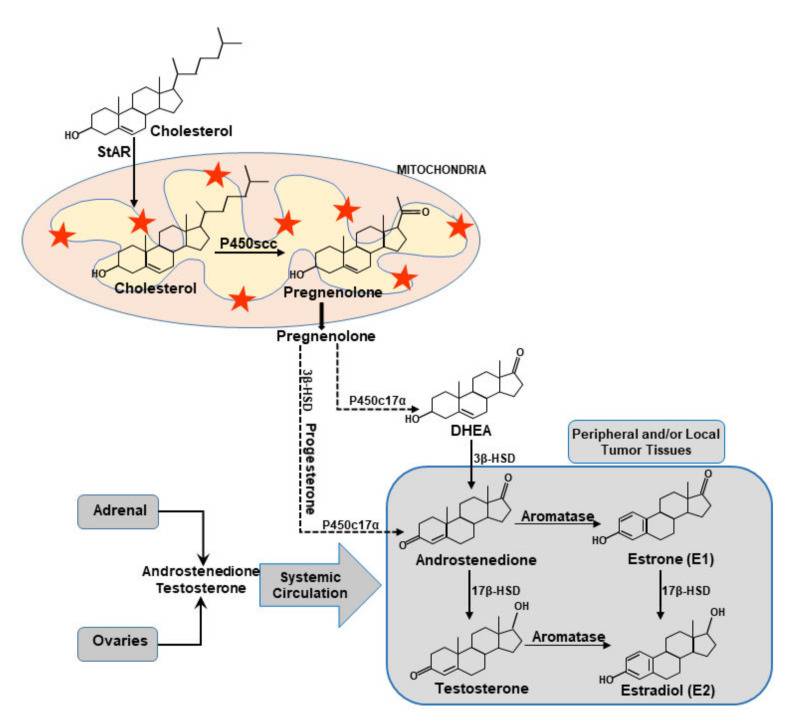 HO
Cholesterol
StAR
MITOCHONDRIA
O
P450scc
HO
HO
Cholesterol
Pregnenolone
Pregnenolone
O
3β-HSD Progesterone
P450c17α
HO
DHEA
Peripheral and/or Local
Tumor Tissues
3β-HSD
O
O
Adrenal
P450c17α
Aromatase
O
HO
Androstenedione
Estrone (E1)
Androstenedione
Testosterone
Systemic
Circulation
17β-HSD
17β-HSD
OH
OH
Ovaries
Aromatase
O
HO
Testosterone
Estradiol (E2)